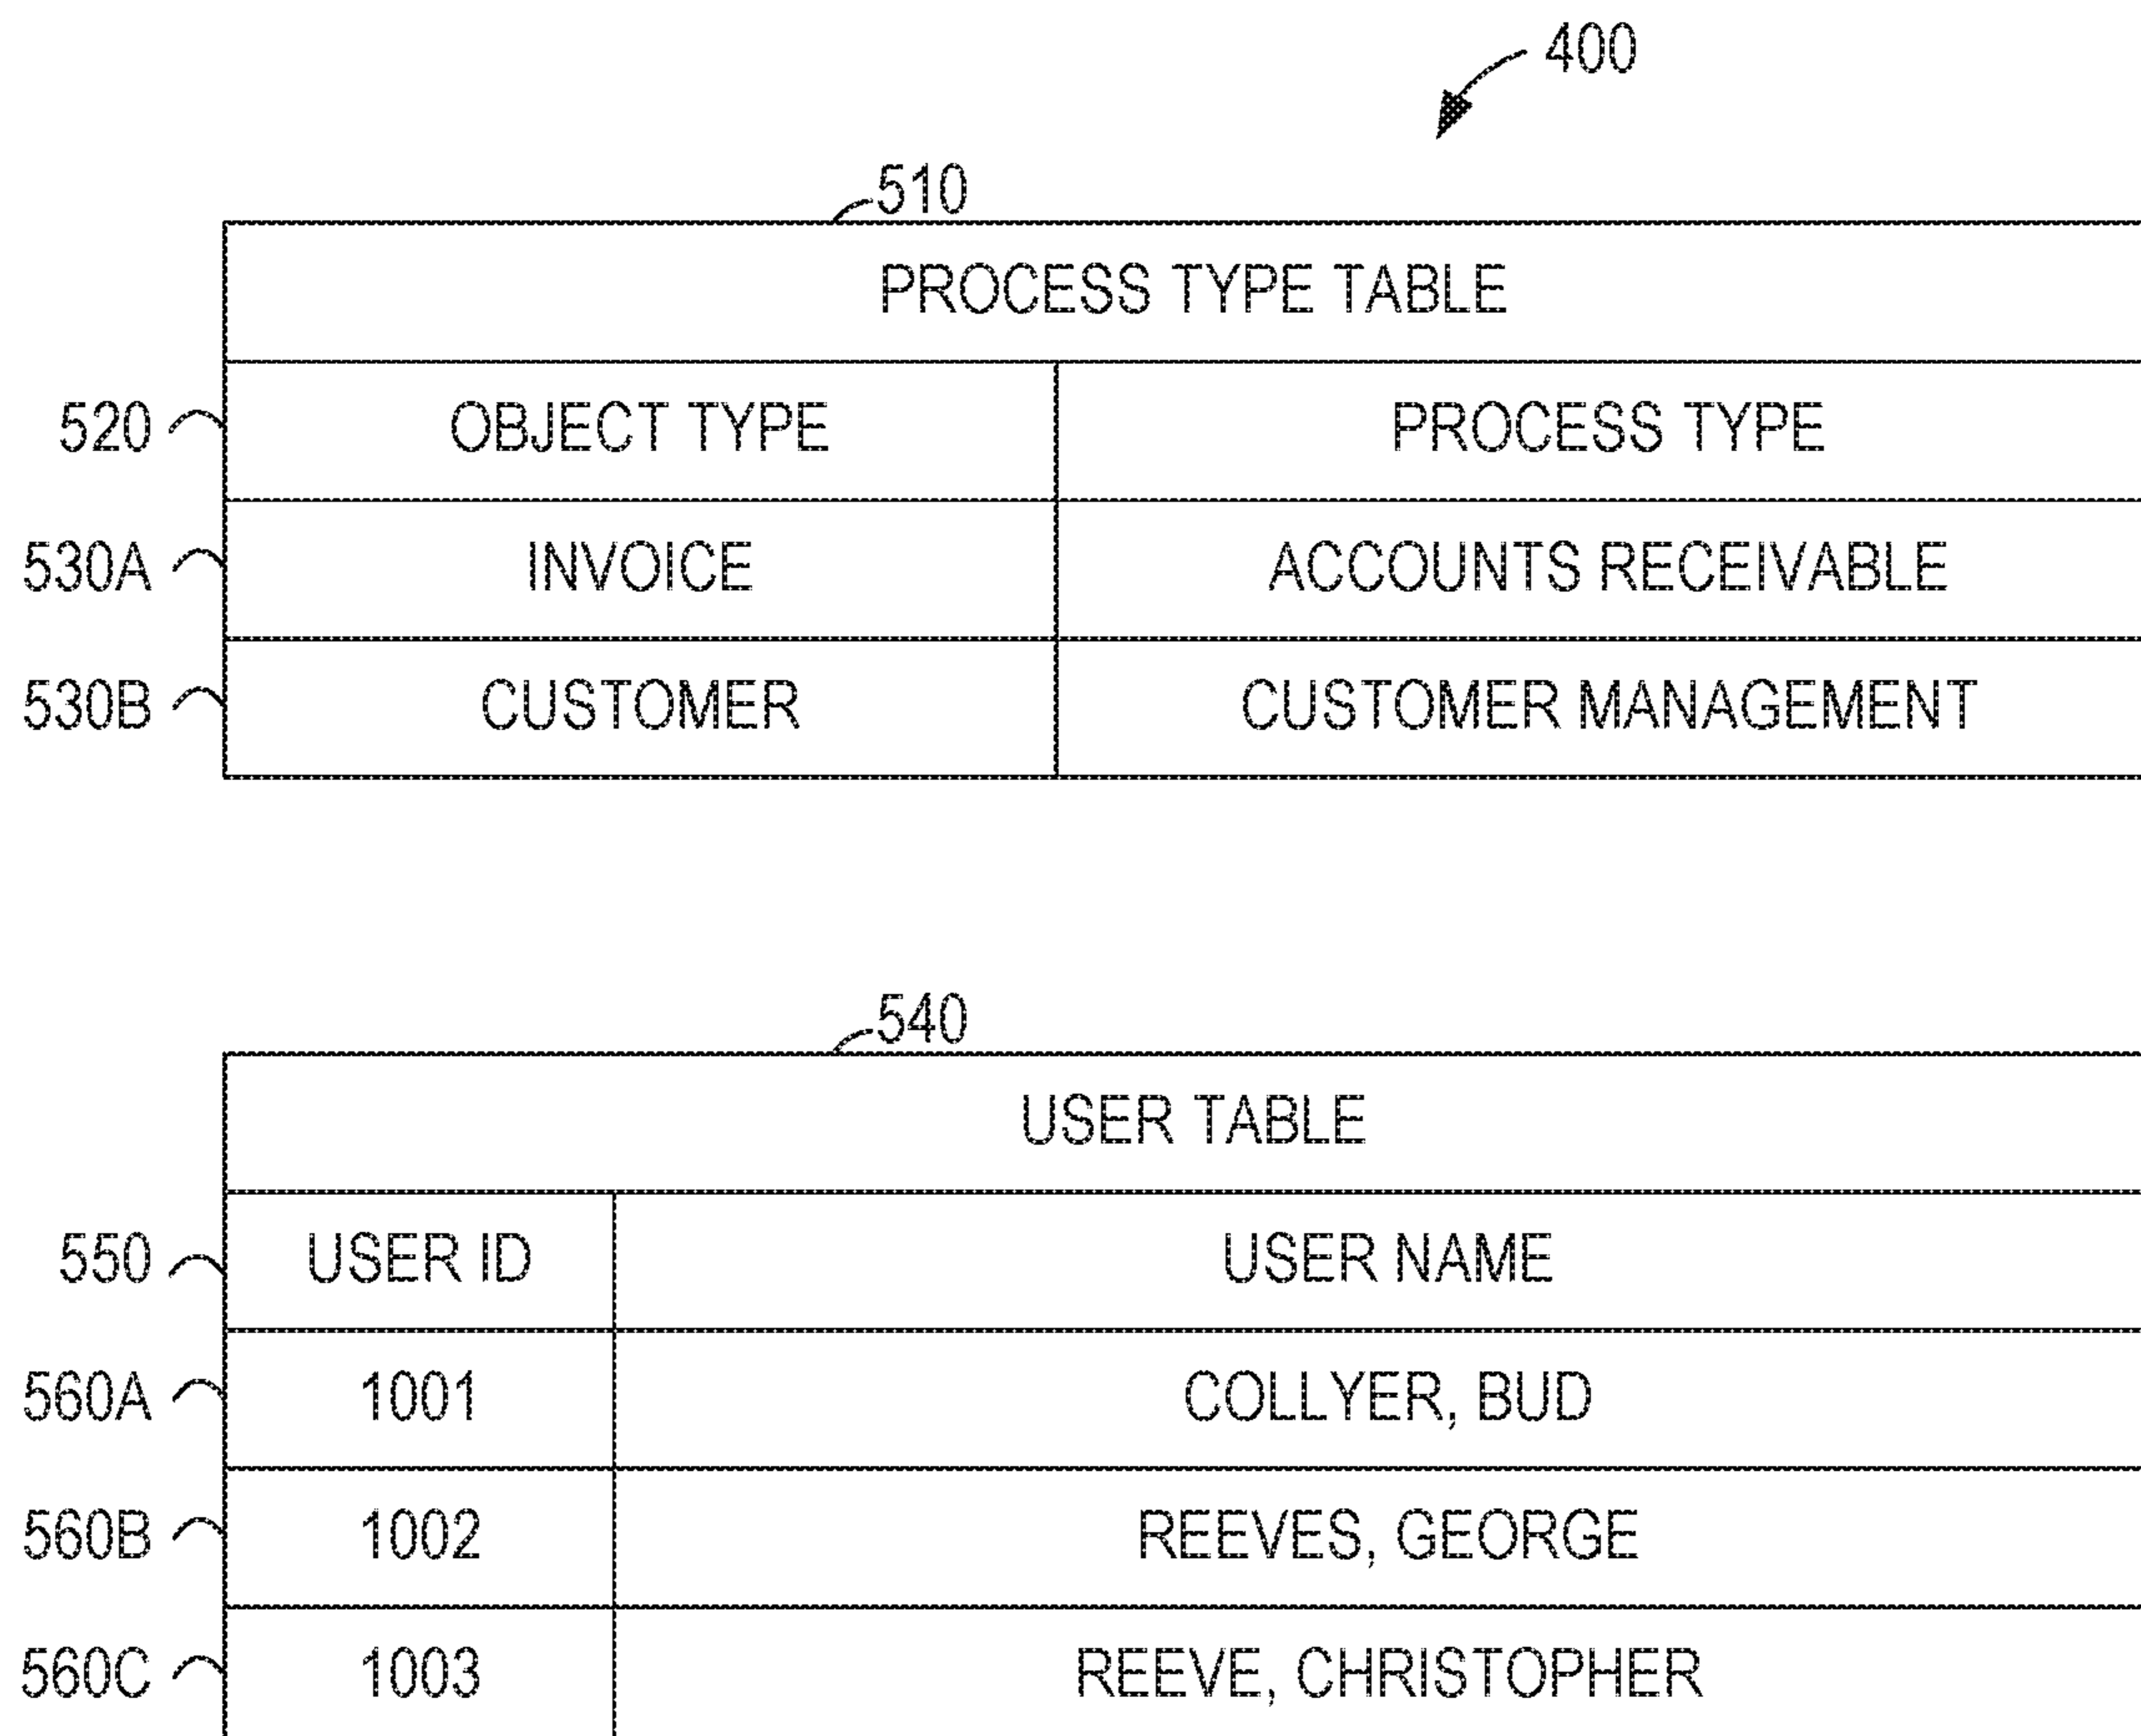 400
510
PROCESS TYPE TABLE
520 OBJECT TYPE PROCESS TYPE
530A INVOICE ACCOUNTS RECEIVABLE
530B CUSTOMER CUSTOMER MANAGEMENT
540
USER TABLE
550 USER ID USER NAME
560A 1001 COLLYER, BUD
560B 1002 REEVES, GEORGE
560C 1003 REEVE, CHRISTOPHER